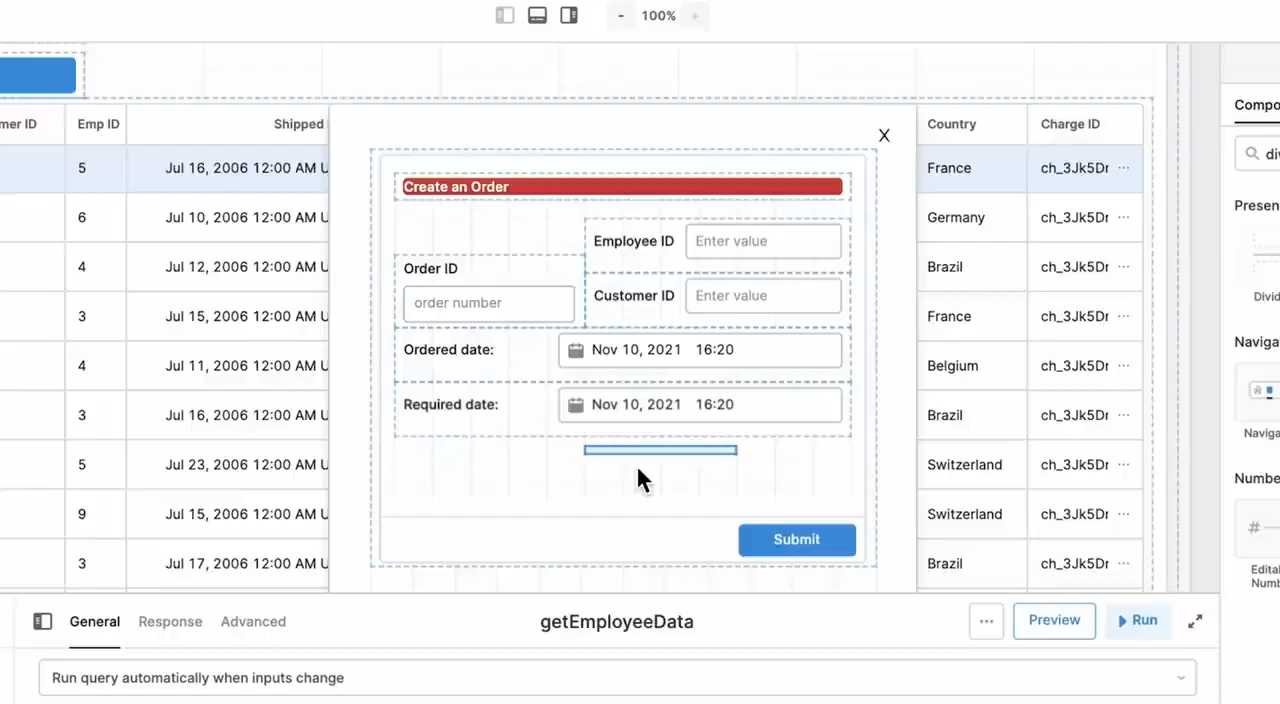 - 100% +
mer ID Emp ID Shipped Country Charge ID
5 Jul 16, 2006 12:00 AM U France ch_3Jk5Dr ...
6 Jul 10, 2006 12:00 AM U Germany ch_3Jk5Dr ...
4 Jul 12, 2006 12:00 AM U Brazil ch_3Jk5Dr ...
3 Jul 15, 2006 12:00 AM U France ch_3Jk5Dr ...
4 Jul 11, 2006 12:00 AM U Belgium ch_3Jk5Dr ...
3 Jul 16, 2006 12:00 AM U Brazil ch_3Jk5Dr ...
5 Jul 23, 2006 12:00 AM U Switzerland ch_3Jk5Dr ...
9 Jul 15, 2006 12:00 AM U Switzerland ch_3Jk5Dr ...
3 Jul 17, 2006 12:00 AM U Brazil ch_3Jk5Dr ...
X
Create an Order
Employee ID Enter value
Order ID
order number
Customer ID Enter value
Ordered date: Nov 10, 2021 16:20
Required date: Nov 10, 2021 16:20
Submit
Compo
div
Presen
Divid
Naviga
Naviga
Numbe
#
Edital
Numb
General Response Advanced getEmployeeData ... Preview Run
Run query automatically when inputs change